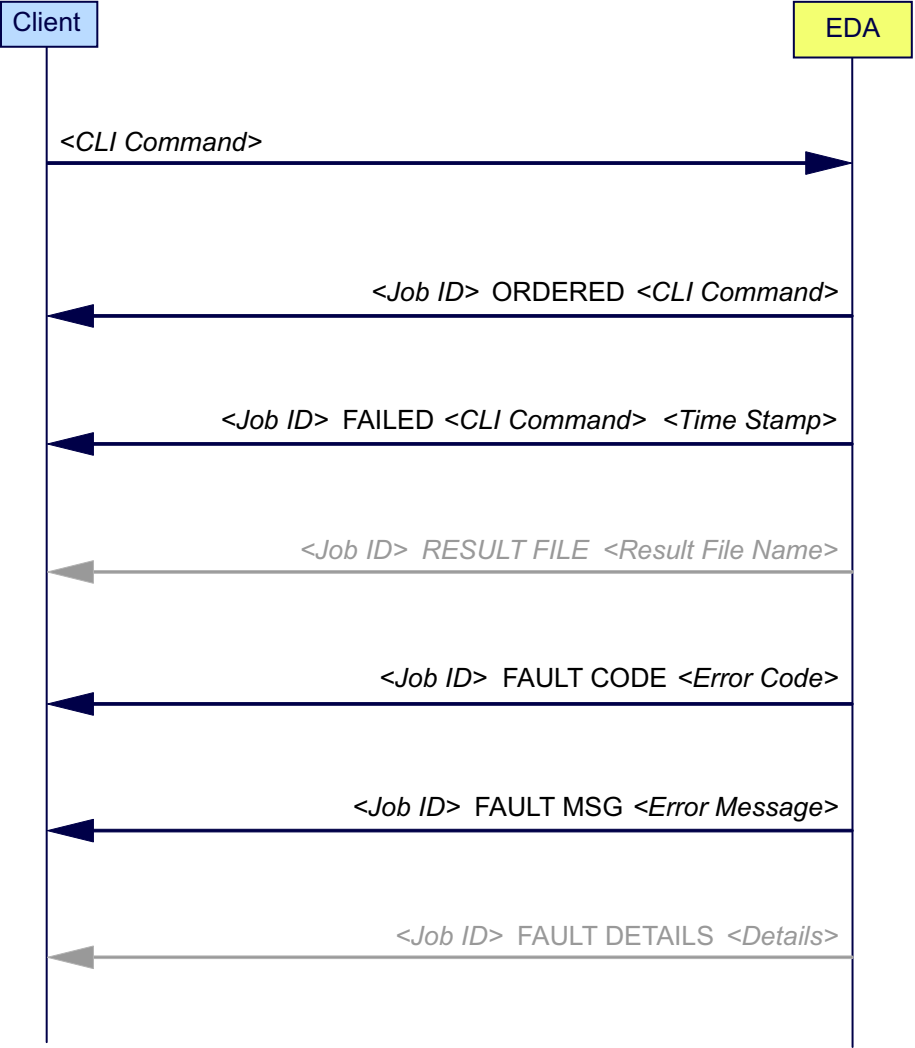 Client
EDA
<CLI Command>
<Job ID> ORDERED <CLI Command>
<Job ID> FAILED <CLI Command> <Time Stamp>
<Job ID> RESULT FILE <Result File Name>
<Job ID> FAULT CODE <Error Code>
<Job ID> FAULT MSG <Error Message>
<Job ID> FAULT DETAILS <Details>